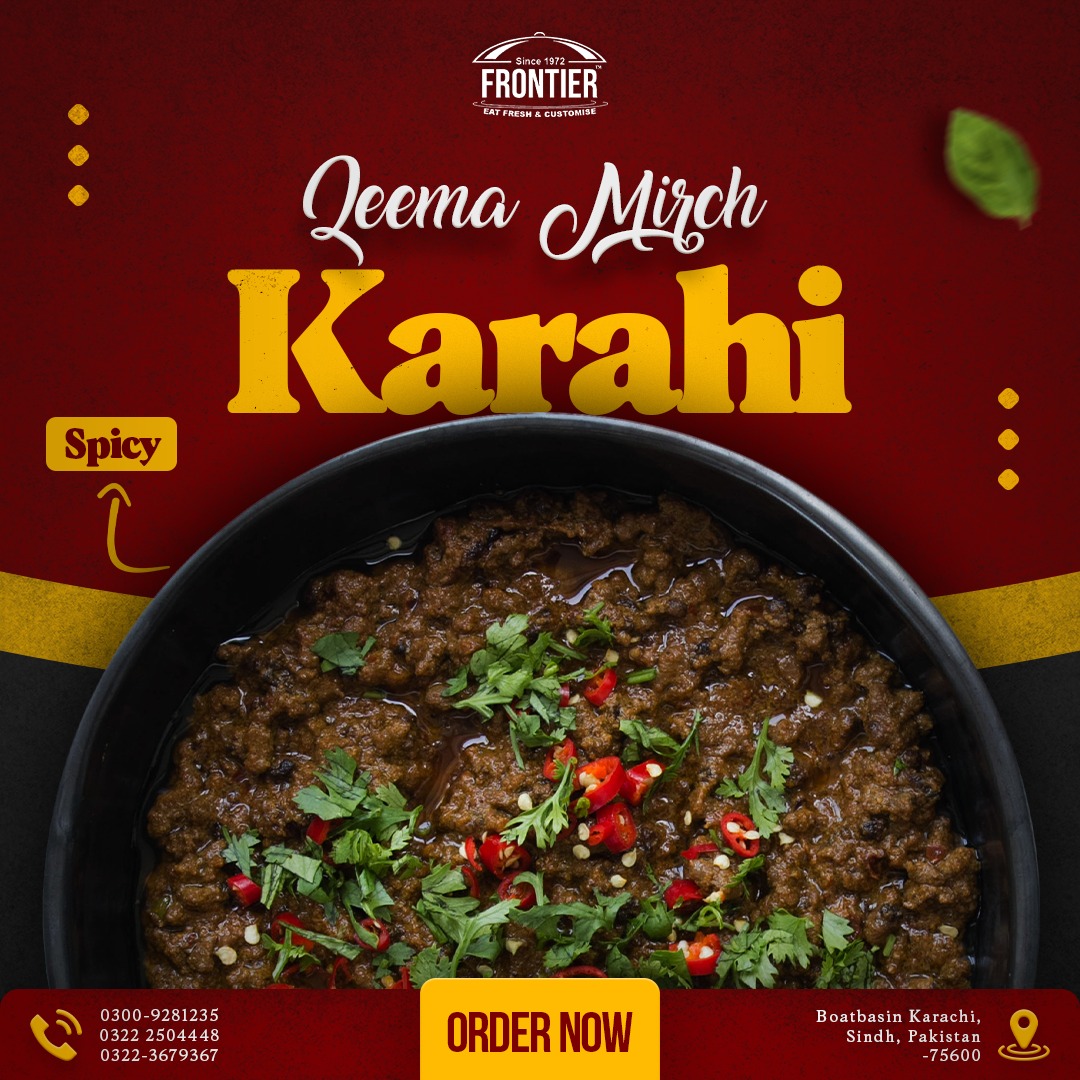 Since 1972
FRONTIER™
EAT FRESH & CUSTOMISE
Qeema Mirch
Karahi
Spicy
0300-9281235
0322 2504448
0322-3679367
ORDER NOW
Boatbasin Karachi,
Sindh, Pakistan
-75600